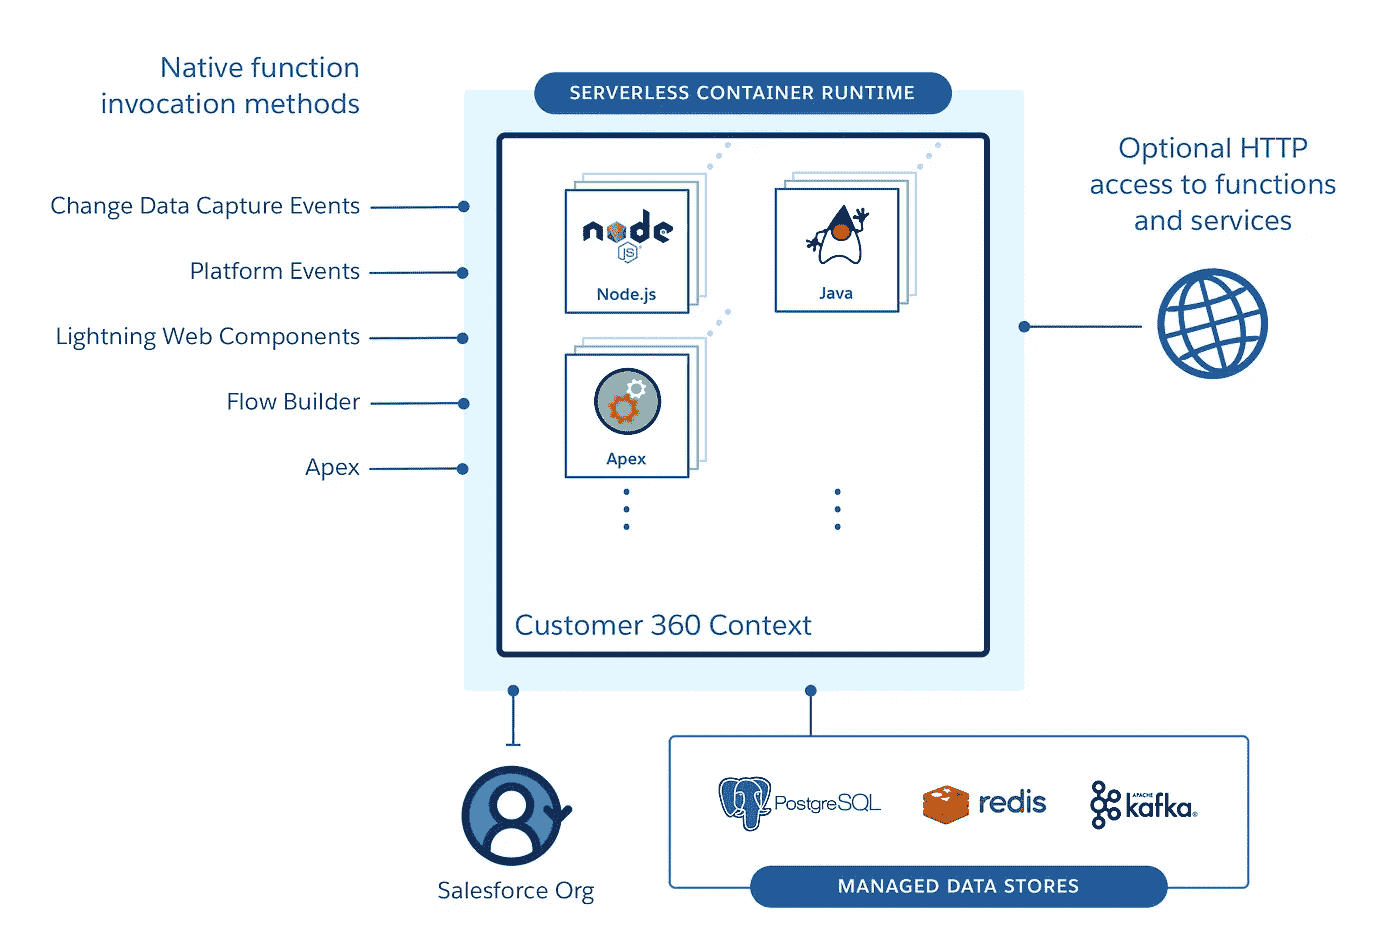 Native function
invocation methods
SERVERLESS CONTAINER RUNTIME
Optional HTTP
access to functions
and services
Change Data Capture Events
Platform Events
Lightning Web Components
Flow Builder
Apex
node
JS
Node.js
Java
Apex
Customer 360 Context
Salesforce Org
PostgreSQL
redis
APACHE
kafka®
MANAGED DATA STORES